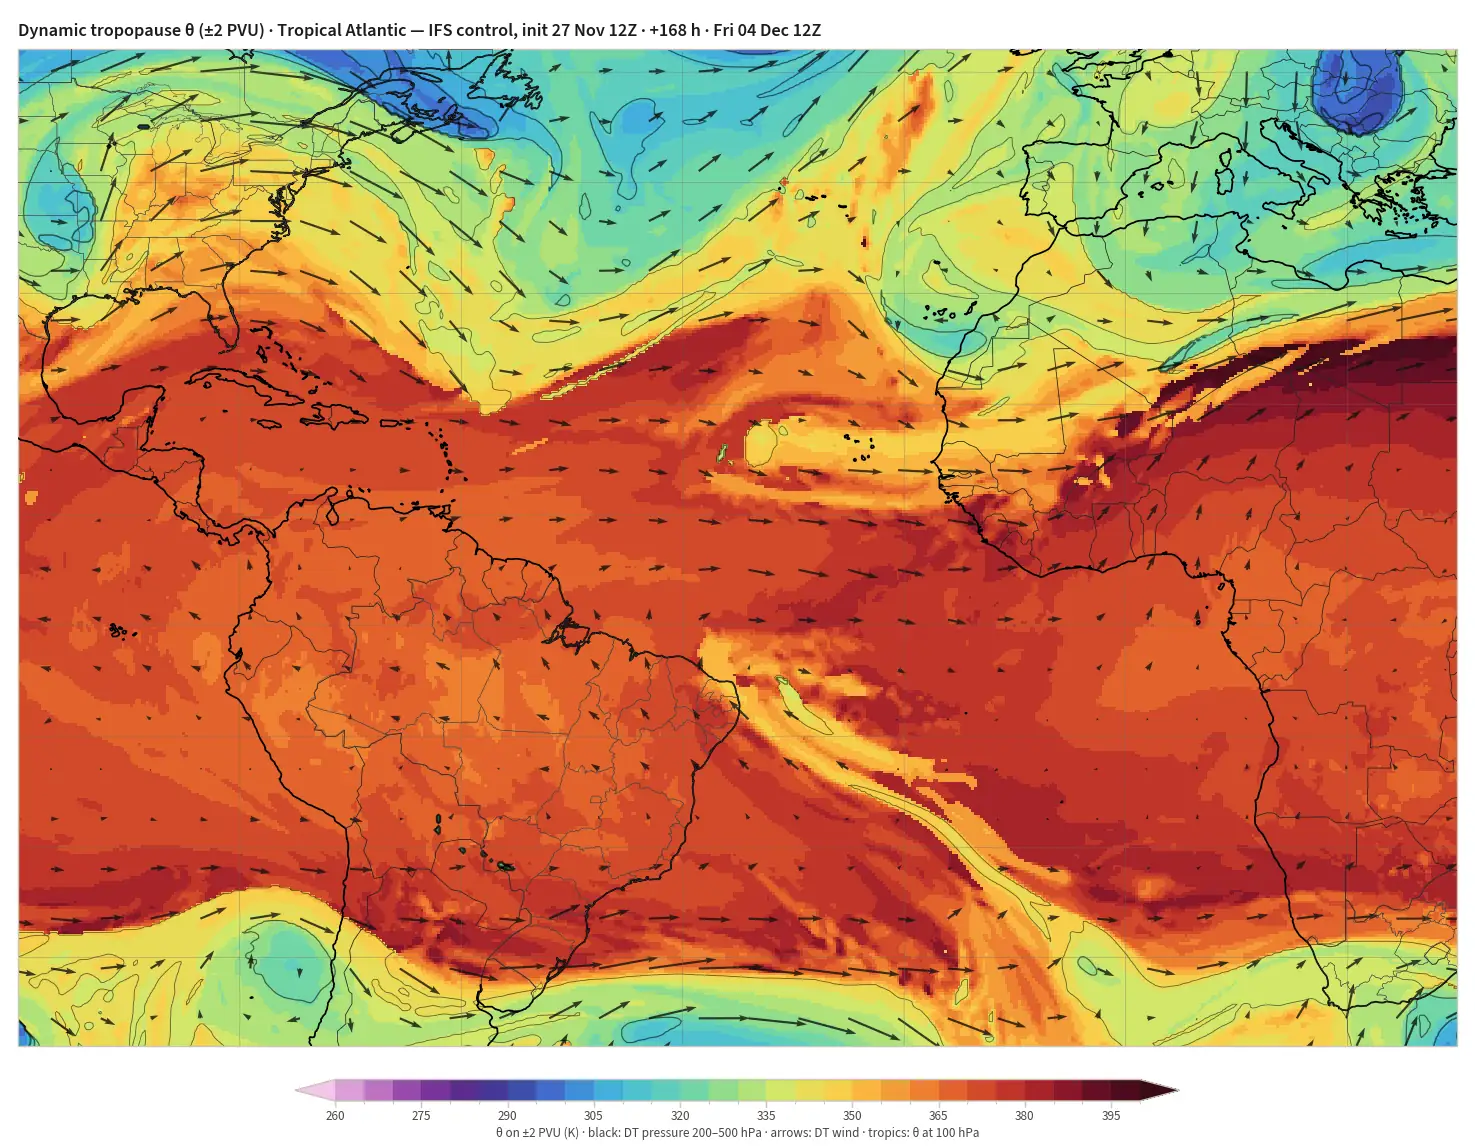 Dynamic tropopause θ (±2 PVU) · Tropical Atlantic — IFS control, init 27 Nov 12Z · +168 h · Fri 04 Dec 12Z
260 275 290 305 320 335 350 365 380 395
θ on ±2 PVU (K) · black: DT pressure 200–500 hPa · arrows: DT wind · tropics: θ at 100 hPa